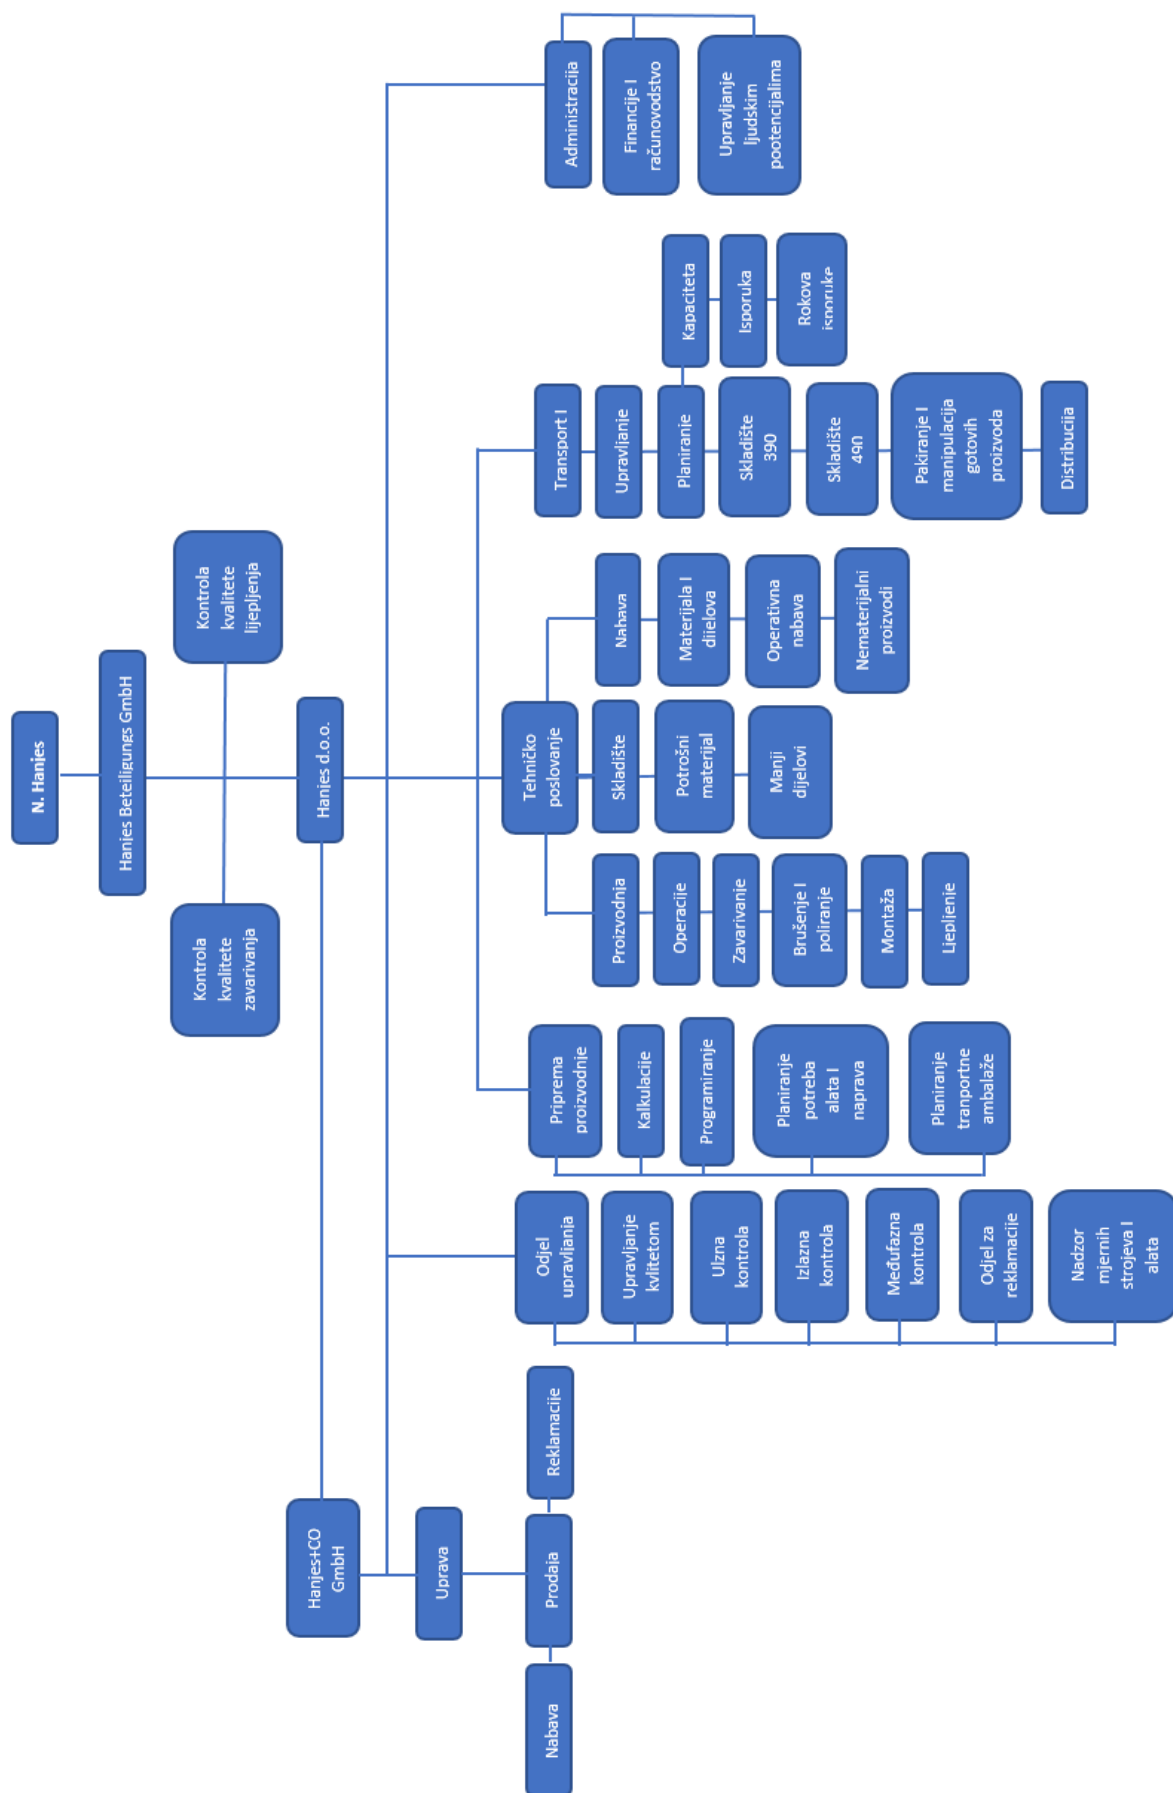 N. Hanjes
Hanjes Beteiligungs GmbH
Kontrola
kvalitete
zavarivanja
Kontrola
kvalitete
lijepljenja
Hanjes d.o.o.
Hanjes+CO
GmbH
Uprava
Nabava
Prodaja
Reklamacije
Odjel
upravljanja
Upravljanje
kvlitetom
Ulzna
kontrola
Izlazna
kontrola
Međufazna
kontrola
Odjel za
reklamacije
Nadzor
mjernih
strojeva I
alata
Priprema
proizvodnje
Kalkulacije
Programiranje
Planiranje
potreba
alata I
naprava
Planiranje
tranportne
ambalaže
Tehničko
poslovanje
Proizvodnja
Operacije
Zavarivanje
Brušenje I
poliranje
Montaža
Ljepljenje
Skladište
Potrošni
materijal
Manji
dijelovi
Nabava
Materijala I
dijelova
Operativna
nabava
Nematerijalni
proizvodi
Transport I
Upravljanje
Planiranje
Skladište
390
Skladište
490
Pakiranje I
manipulacija
gotovih
proizvoda
Distribucija
Kapaciteta
Isporuka
Rokova
isporuke
Administracija
Financije I
računovodstvo
Upravljanje
ljudskim
pootencijalima